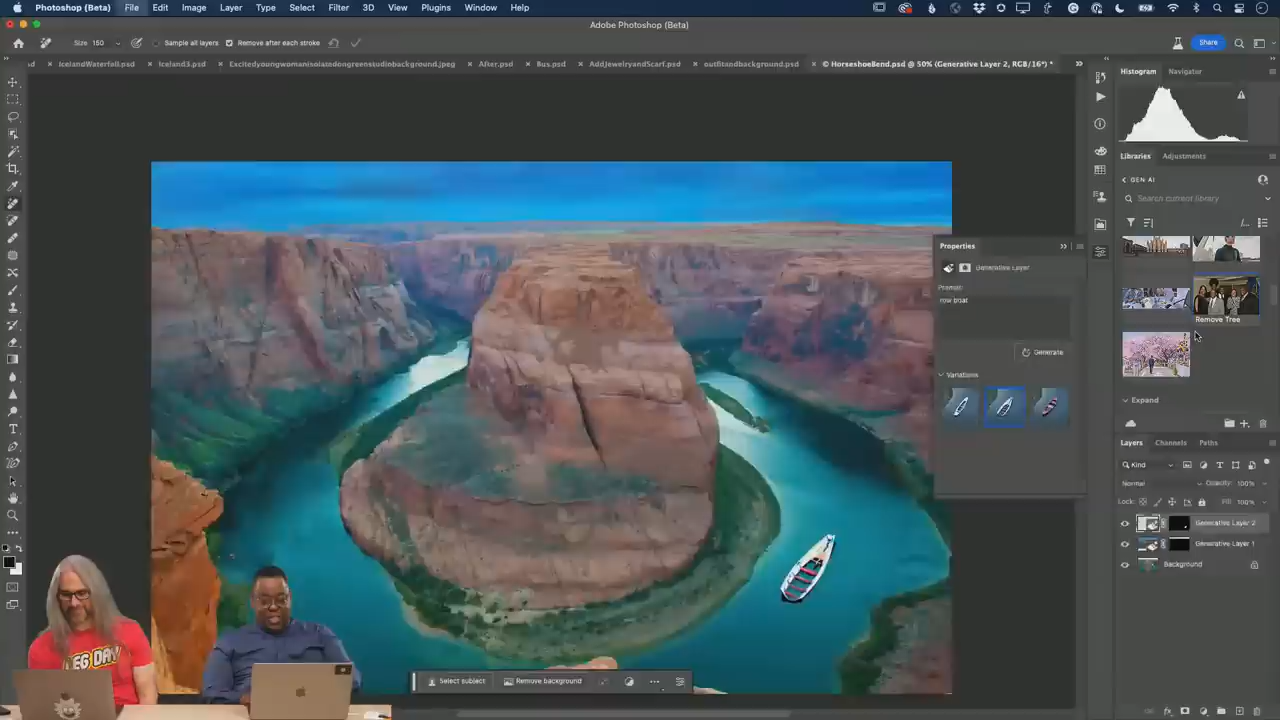 Photoshop (Beta) File Edit Image Layer Type Select Filter 3D View Plugins Window Help
Adobe Photoshop (Beta)
Size 150 Sample all layers Remove after each stroke Share
IcelandWaterfall.psd Iceland3.psd Excitedyoungwomanisolatedongreenstudiobackground.jpeg After.psd Bus.psd AddJewelryandScarf.psd outfitandbackground.psd © HorseshoeBend.psd @ 50% (Generative Layer 2, RGB/16*) *
Histogram Navigator
Libraries Adjustments
GEN AI
Search current library
Remove Tree
Expand
Properties
Generative Layer
Prompt:
row boat
Generate
Variations
Layers Channels Paths
Kind
Normal Opacity: 100%
Lock: Fill: 100%
Generative Layer 2
Generative Layer 1
Background
Select subject Remove background
LEG DAY